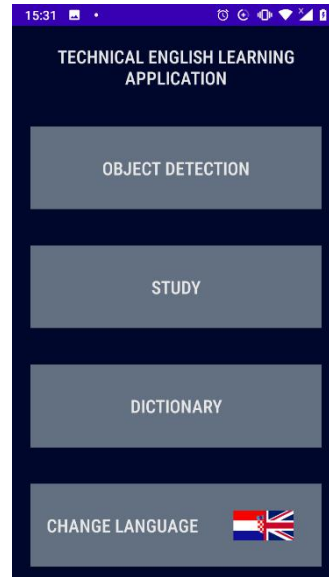 15:31
TECHNICAL ENGLISH LEARNING
APPLICATION
OBJECT DETECTION
STUDY
DICTIONARY
CHANGE LANGUAGE